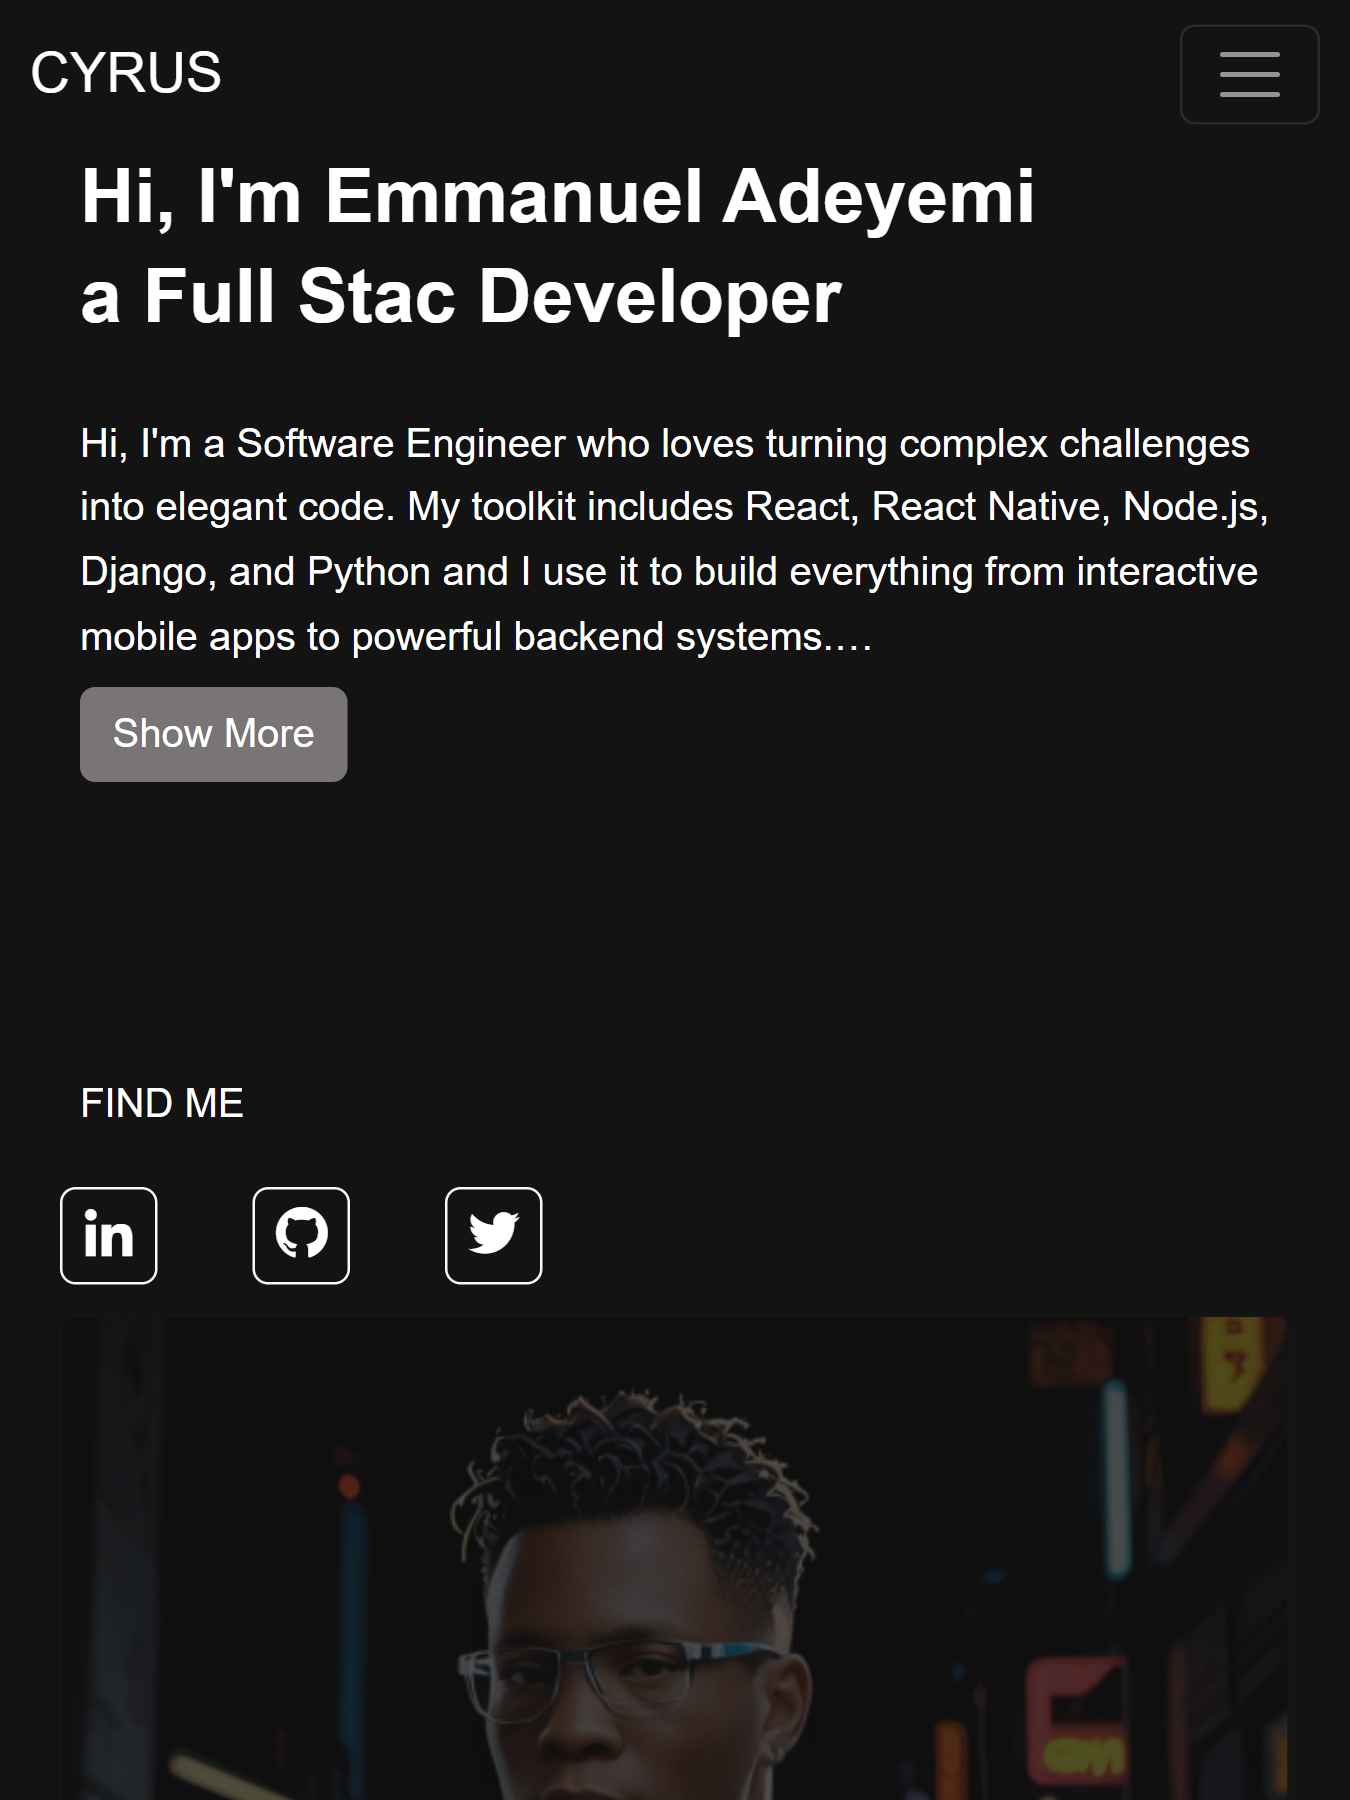 CYRUS
Hi, I'm Emmanuel Adeyemi
a Full Stac Developer
Hi, I'm a Software Engineer who loves turning complex challenges
into elegant code. My toolkit includes React, React Native, Node.js,
Django, and Python and I use it to build everything from interactive
mobile apps to powerful backend systems.…
Show More
FIND ME
in